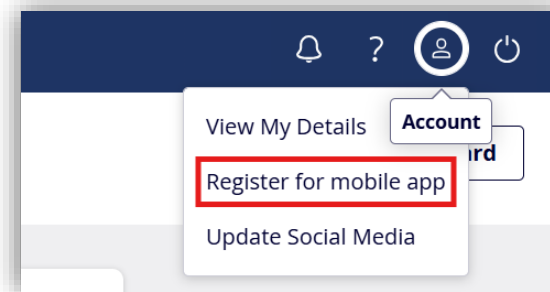 ?
View My Details
Account
rd
Register for mobile app
Update Social Media